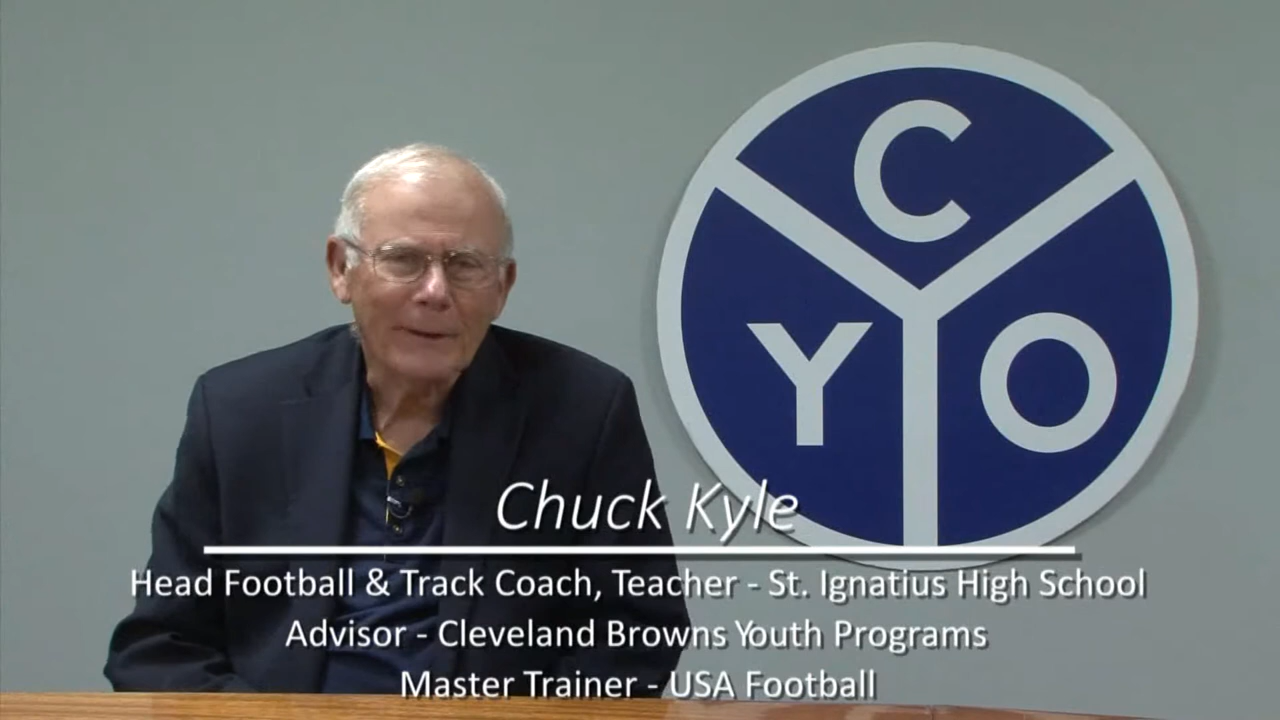 C
Y O
Chuck Kyle
Head Football & Track Coach, Teacher - St. Ignatius High School
Advisor - Cleveland Browns Youth Programs
Master Trainer - USA Football